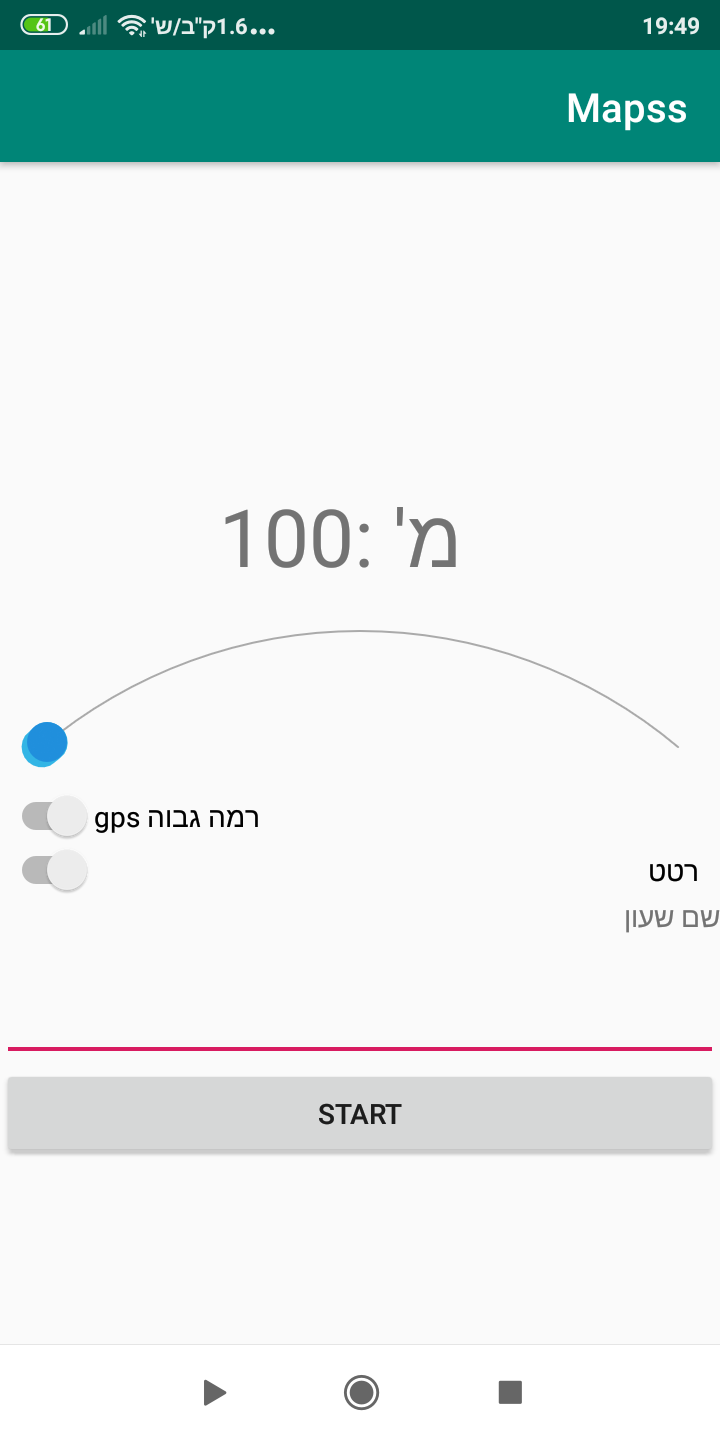 19:49 ...1.6ק"ב/ש' 61
Mapss
מ' :100
רמה גבוה gps
רטט
שם שעון
START